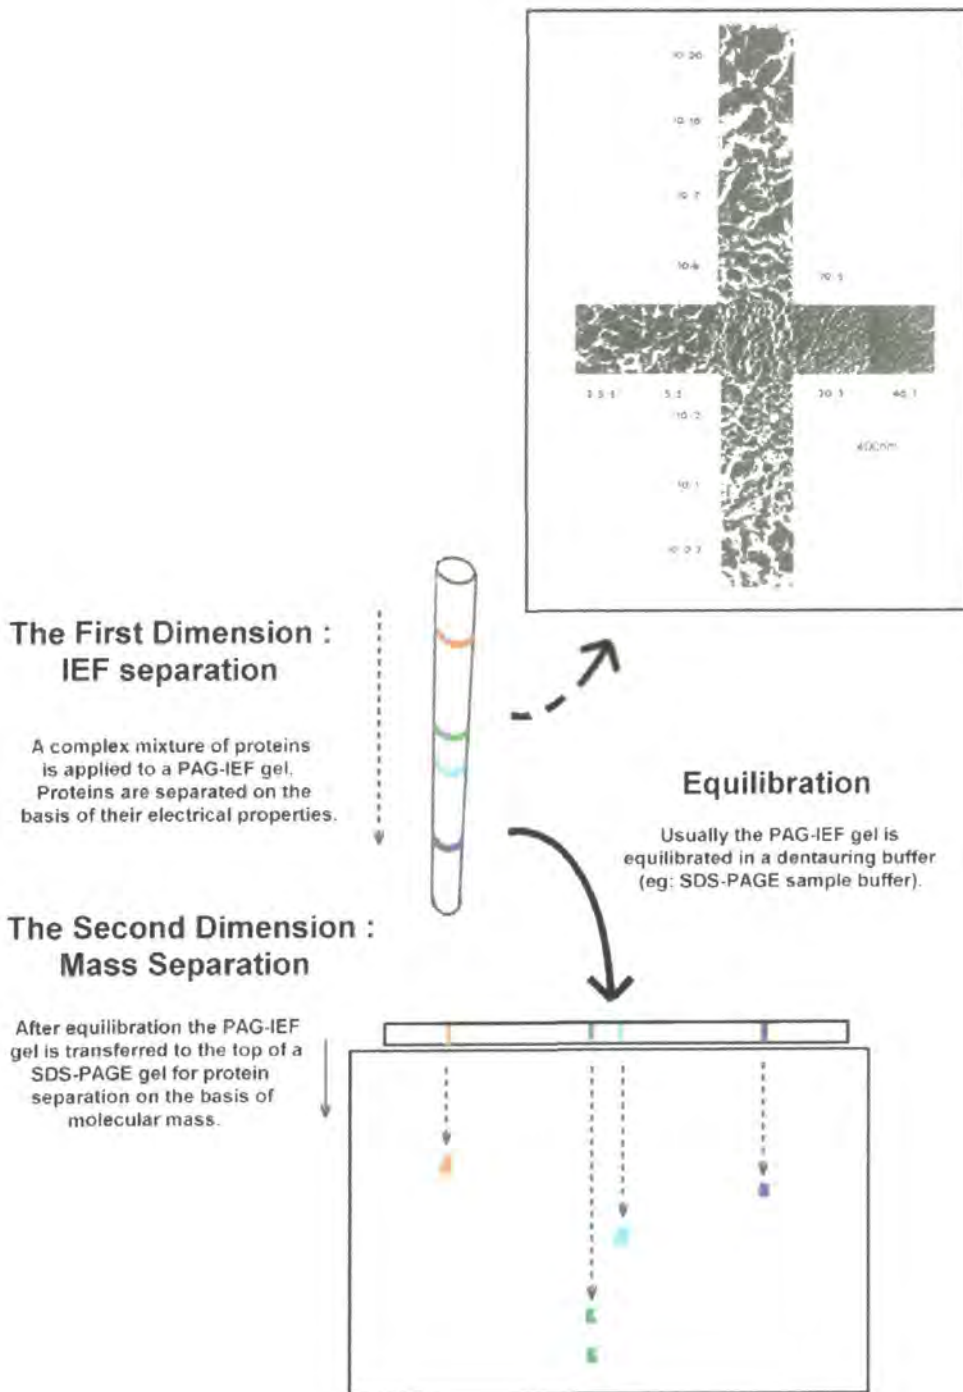 400nm
The First Dimension :
IEF separation
A complex mixture of proteins
is applied to a PAG-IEF gel.
Proteins are separated on the
basis of their electrical properties.
Equilibration
Usually the PAG-IEF gel is
equilibrated in a dentauring buffer
(eg: SDS-PAGE sample buffer).
The Second Dimension :
Mass Separation
After equilibration the PAG-IEF
gel is transferred to the top of a
SDS-PAGE gel for protein
separation on the basis of
molecular mass.